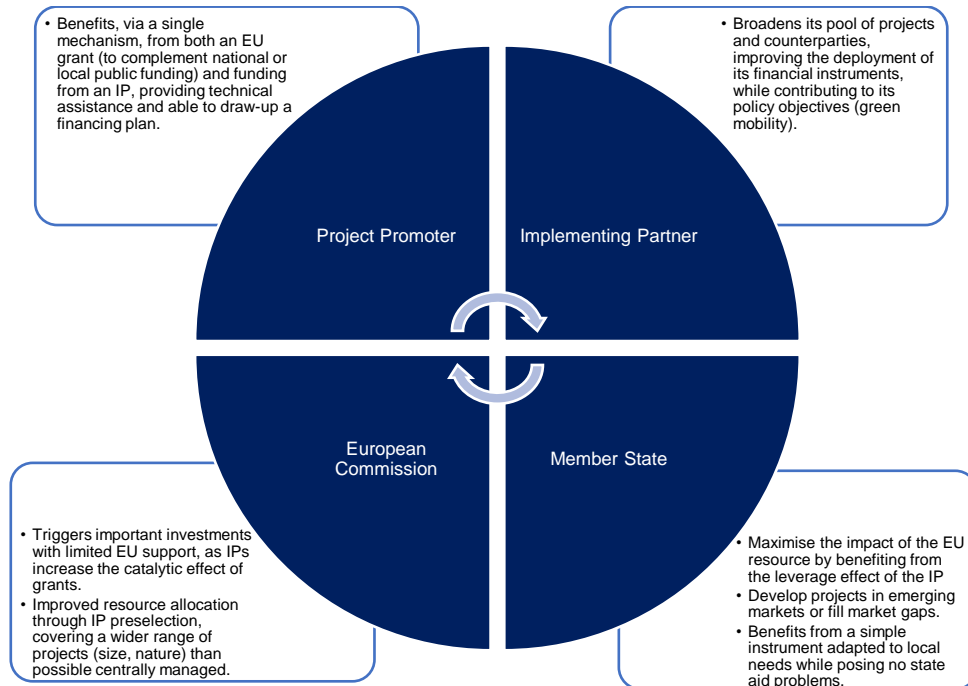 • Benefits, via a single
mechanism, from both an EU
grant (to complement national or
local public funding) and funding
from an IP, providing technical
assistance and able to draw-up a
financing plan.
• Broadens its pool of projects
and counterparties,
improving the deployment of
its financial instruments,
while contributing to its
policy objectives (green
mobility).
Project Promoter
Implementing Partner
European
Commission
Member State
• Triggers important investments
with limited EU support, as IPs
increase the catalytic effect of
grants.
• Improved resource allocation
through IP preselection,
covering a wider range of
projects (size, nature) than
possible centrally managed.
• Maximise the impact of the EU
resource by benefiting from
the leverage effect of the IP
• Develop projects in emerging
markets or fill market gaps.
• Benefits from a simple
instrument adapted to local
needs while posing no state
aid problems.